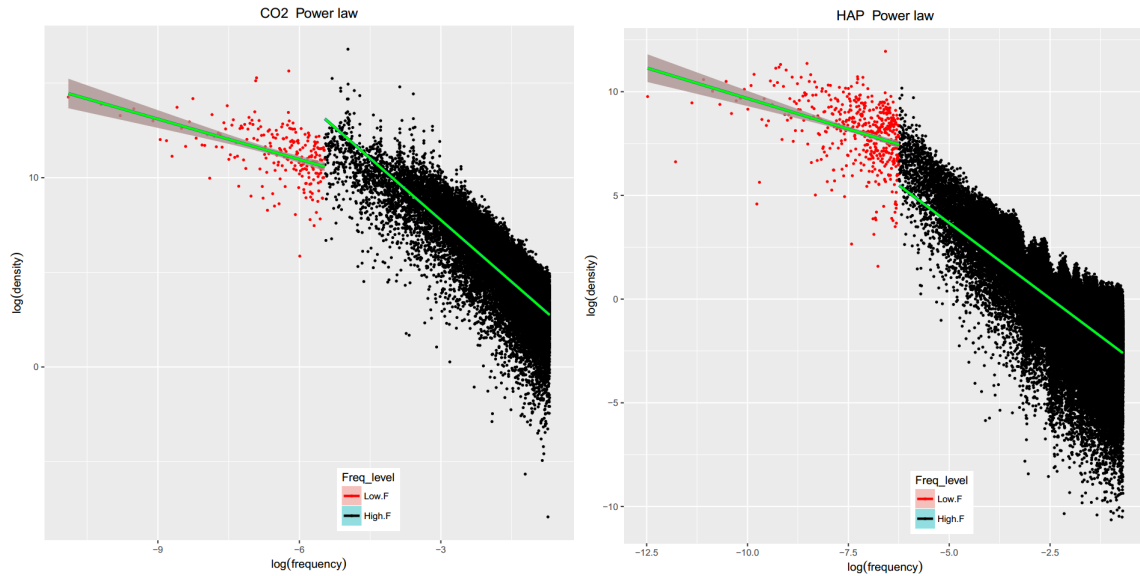 CO2 Power law
log(density)
10
0
−9
−6
−3
log(frequency)
Freq_level
Low.F
High.F
HAP Power law
log(density)
10
5
0
−5
−10
−12.5
−10.0
−7.5
−5.0
−2.5
log(frequency)
Freq_level
Low.F
High.F